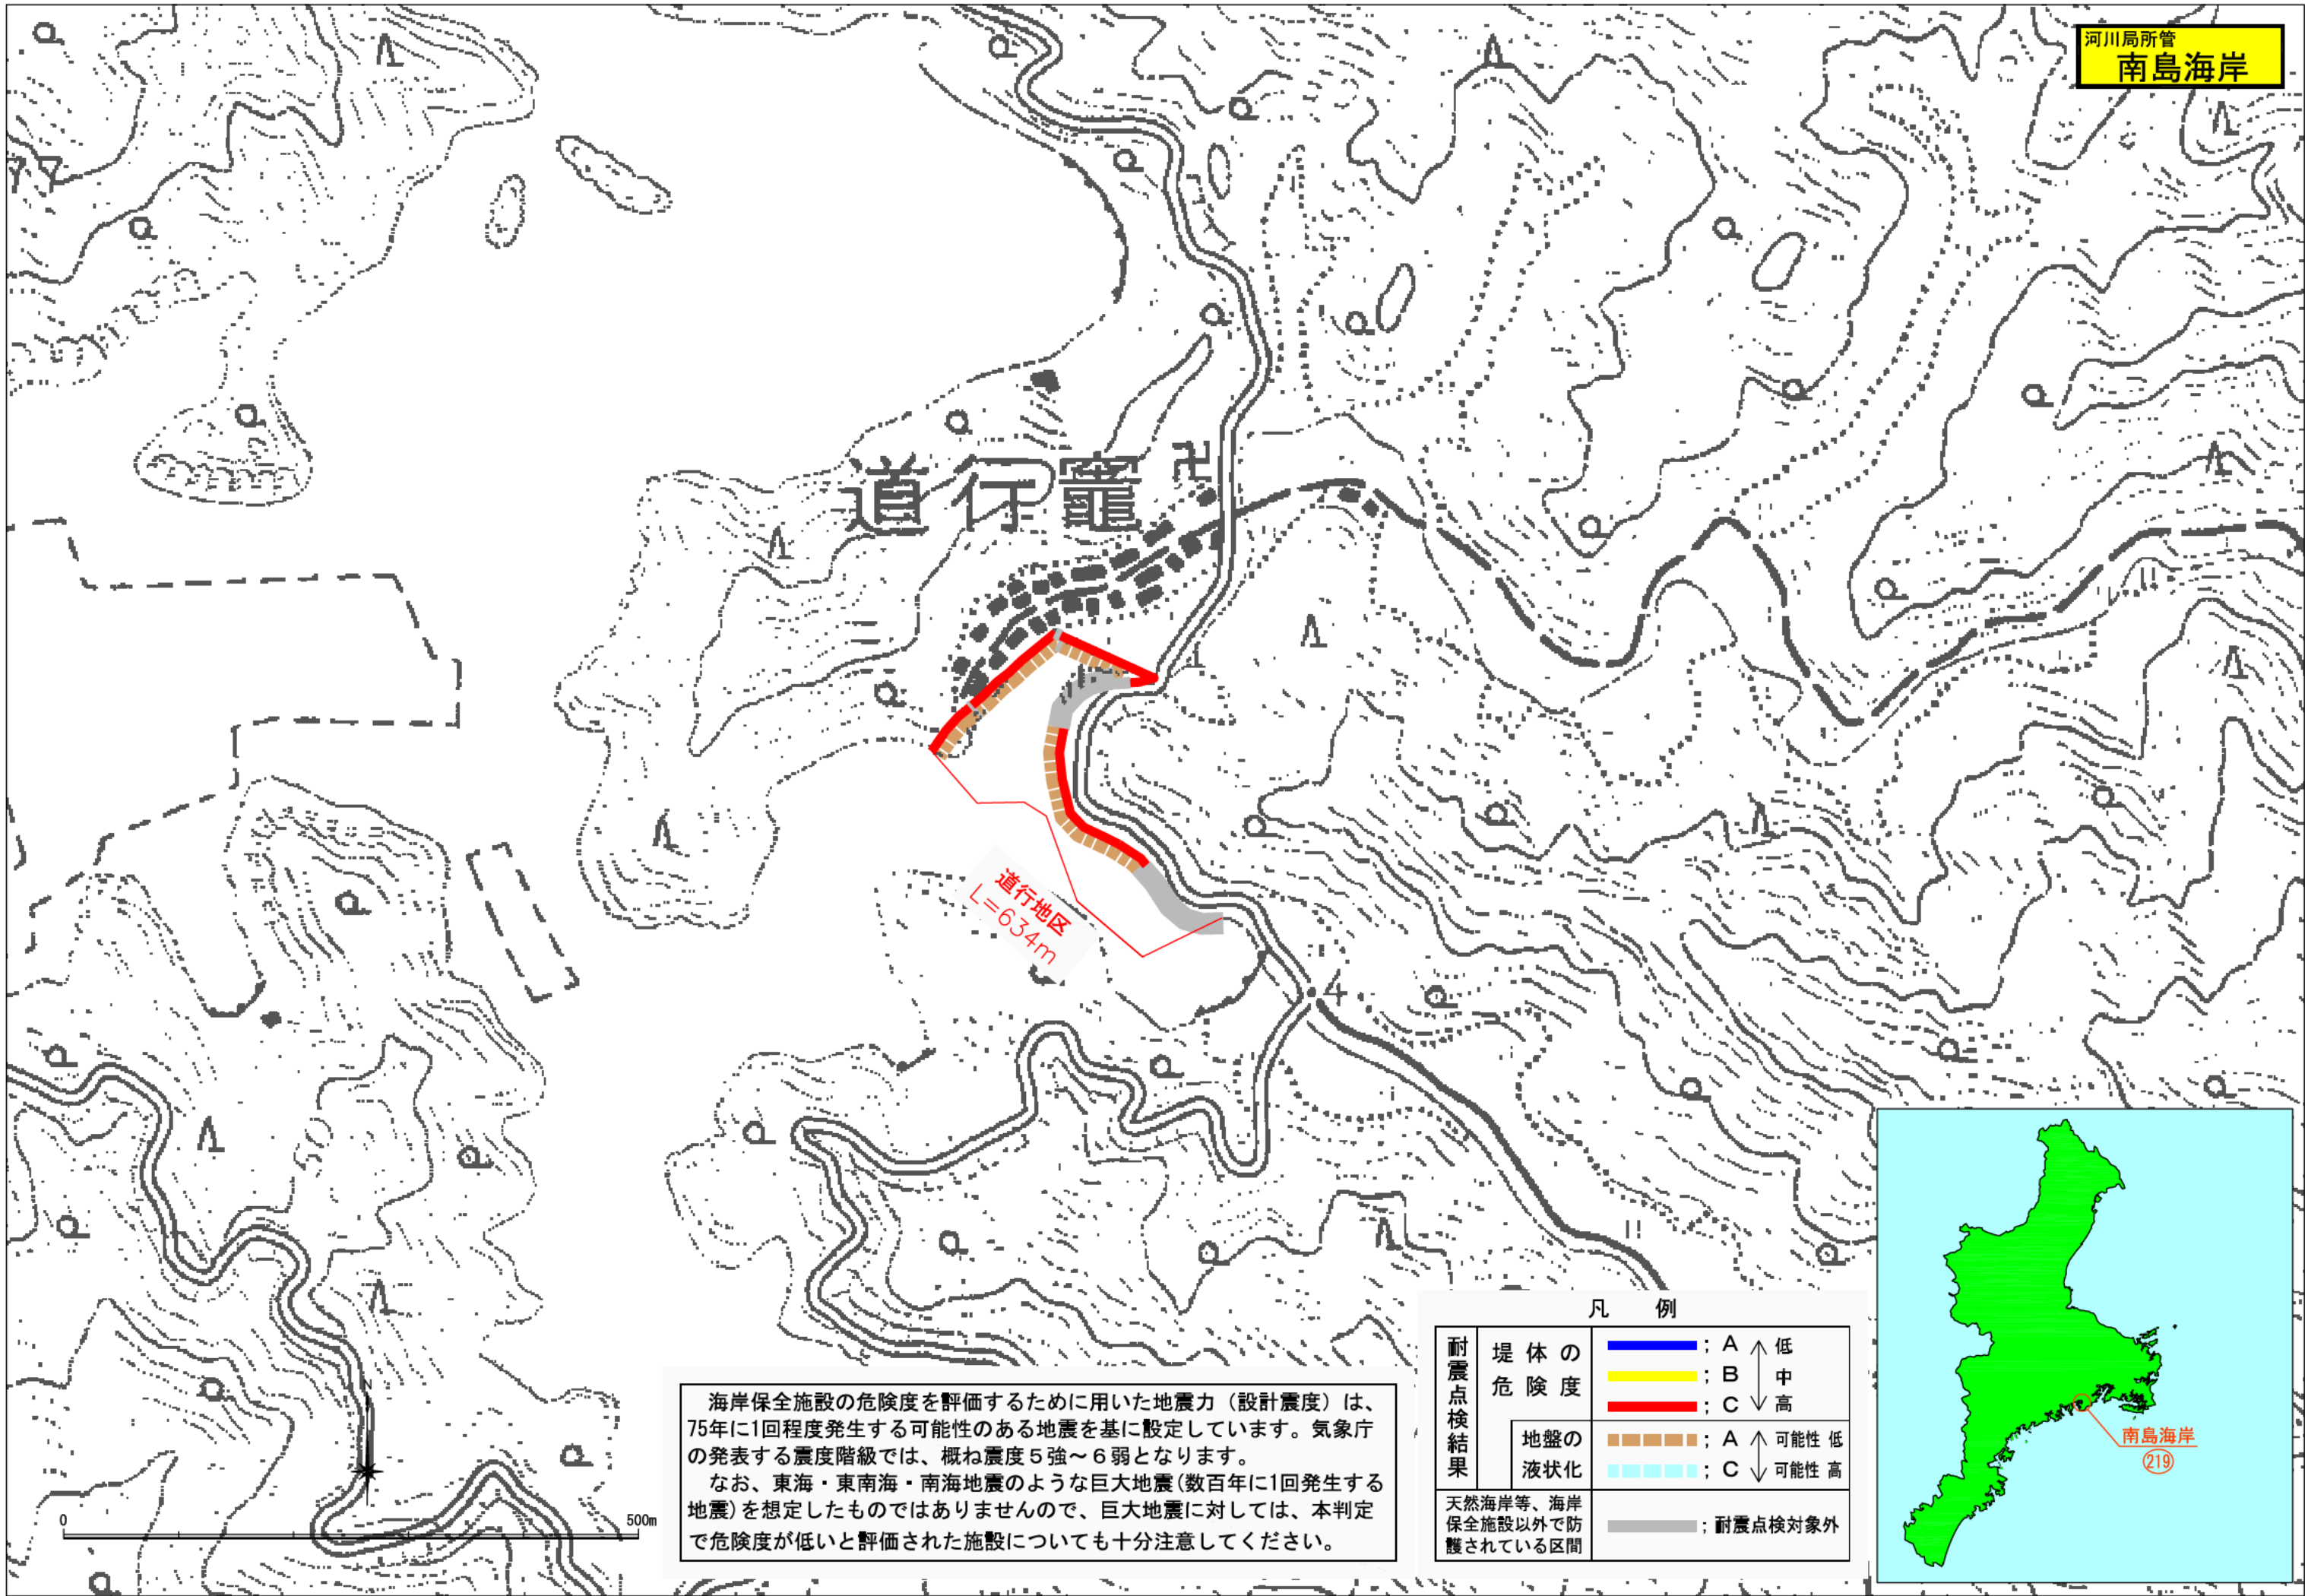 河川局所管
南島海岸
道行竈
道行地区
L=634m
4
50
N
0
500m
海岸保全施設の危険度を評価するために用いた地震力（設計震度）は、
75年に1回程度発生する可能性のある地震を基に設定しています。気象庁
の発表する震度階級では、概ね震度５強～６弱となります。
なお、東海・東南海・南海地震のような巨大地震(数百年に1回発生する
地震)を想定したものではありませんので、巨大地震に対しては、本判定
で危険度が低いと評価された施設についても十分注意してください。
凡 例
耐震点検結果
堤体の
危険度
; A 低
; B 中
; C 高
地盤の
液状化
; A 可能性 低
; C 可能性 高
天然海岸等、海岸
保全施設以外で防
護されている区間
; 耐震点検対象外
南島海岸
219